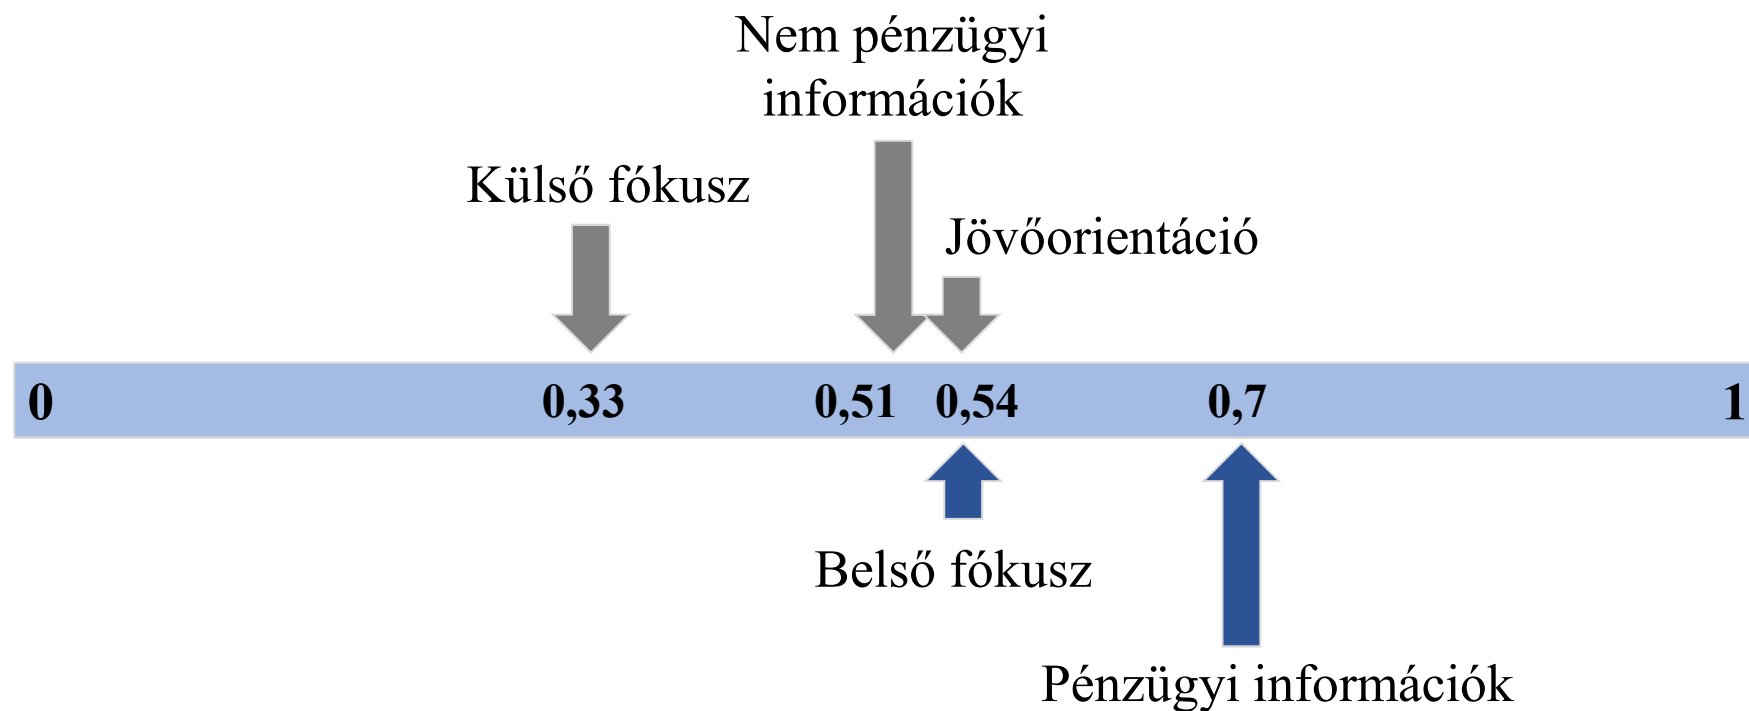 Nem pénzügyi
információk
Külső fókusz
Jövőorientáció
0 0,33 0,51 0,54 0,7 1
Belső fókusz
Pénzügyi információk